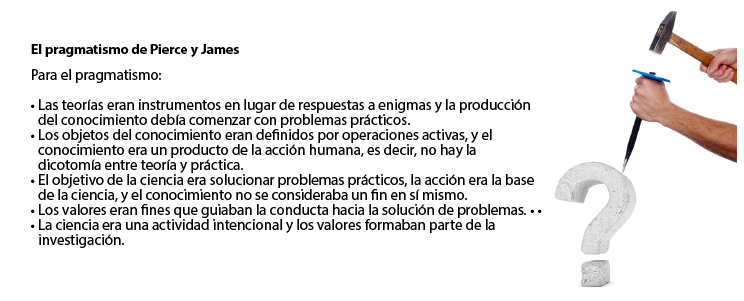 El pragmatismo de Pierce y James
Para el pragmatismo:
• Las teorías eran instrumentos en lugar de respuestas a enigmas y la producción
del conocimiento debía comenzar con problemas prácticos.
• Los objetos del conocimiento eran definidos por operaciones activas, y el
conocimiento era un producto de la acción humana, es decir, no hay la
dicotomía entre teoría y práctica.
• El objetivo de la ciencia era solucionar problemas prácticos, la acción era la base
de la ciencia, y el conocimiento no se consideraba un fin en sí mismo.
• Los valores eran fines que guiaban la conducta hacia la solución de problemas. • •
• La ciencia era una actividad intencional y los valores formaban parte de la
investigación.